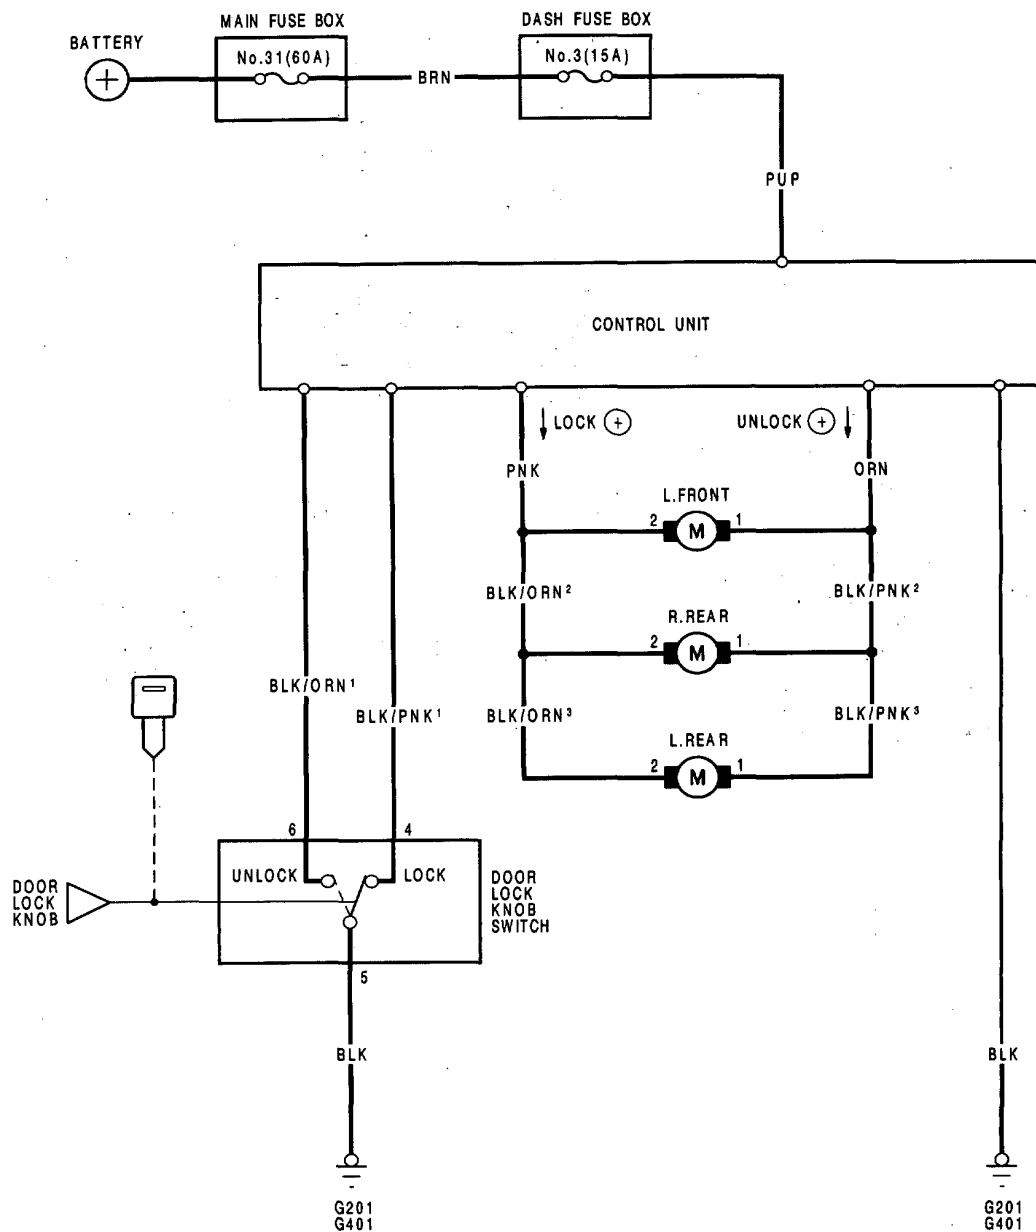 MAIN FUSE BOX
DASH FUSE BOX
BATTERY
No.31(60A)
No.3(15A)
BRN
PUP
CONTROL UNIT
LOCK +
UNLOCK +
PNK
ORN
L.FRONT
2 M 1
BLK/ORN²
BLK/PNK²
R.REAR
2 M 1
BLK/ORN¹
BLK/PNK¹
BLK/ORN³
BLK/PNK³
L.REAR
2 M 1
6
4
UNLOCK
LOCK
DOOR
LOCK
KNOB
DOOR
LOCK
KNOB
SWITCH
5
BLK
BLK
G201
G401
G201
G401